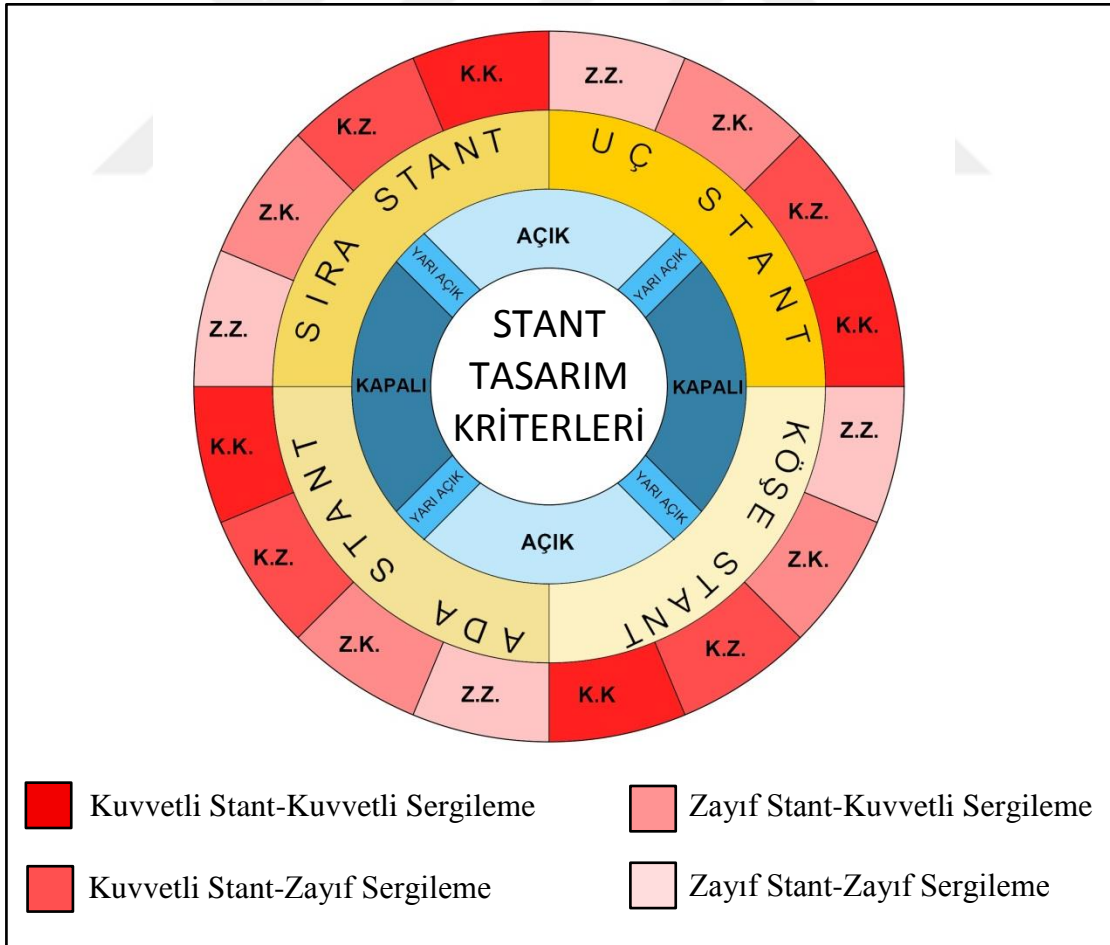 STANT
TASARIM
KRİTERLERİ
AÇIK
YARI AÇIK
KAPALI
YARI AÇIK
AÇIK
YARI AÇIK
KAPALI
YARI AÇIK
UÇ STANT
KÖŞE STANT
ADA STANT
SIRA STANT
Z.Z.
Z.K.
K.Z.
K.K.
Z.Z.
Z.K.
K.Z.
K.K
Z.Z.
Z.K.
K.Z.
K.K.
Z.Z.
Z.K.
K.Z.
K.K.
Kuvvetli Stant-Kuvvetli Sergileme
Zayıf Stant-Kuvvetli Sergileme
Kuvvetli Stant-Zayıf Sergileme
Zayıf Stant-Zayıf Sergileme